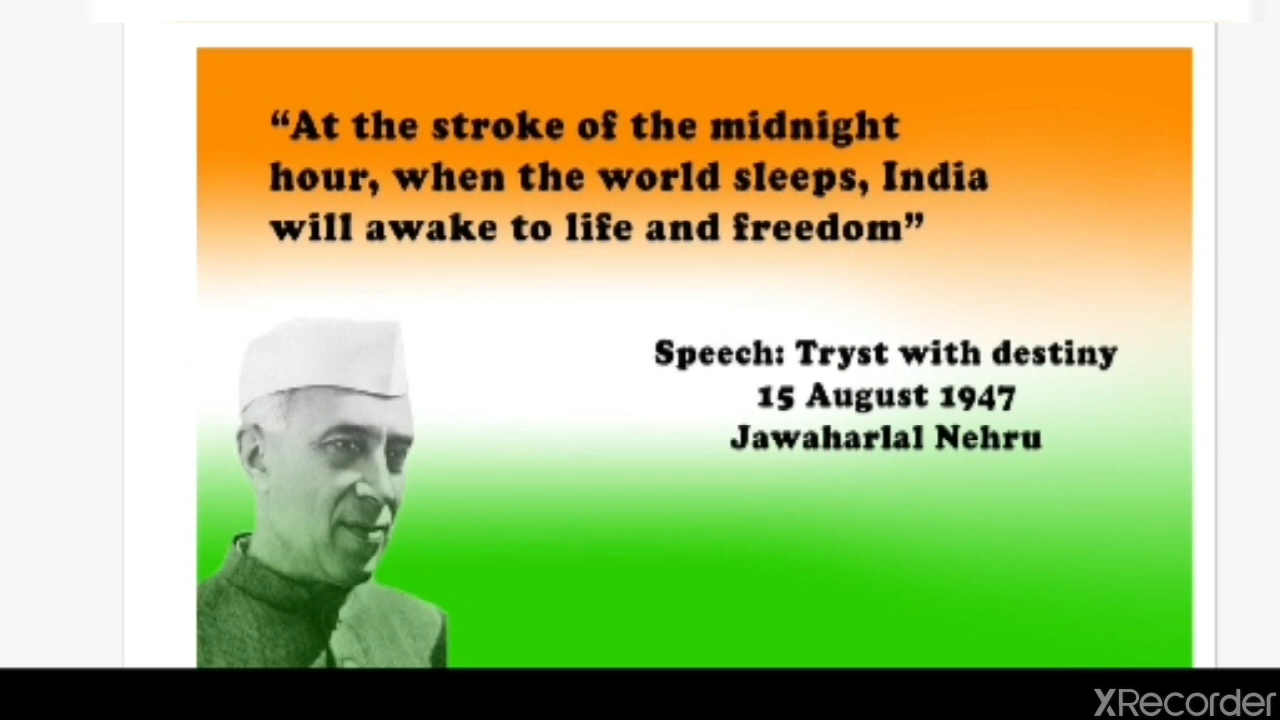 “At the stroke of the midnight
hour, when the world sleeps, India
will awake to life and freedom”
Speech: Tryst with destiny
15 August 1947
Jawaharlal Nehru
XRecorder